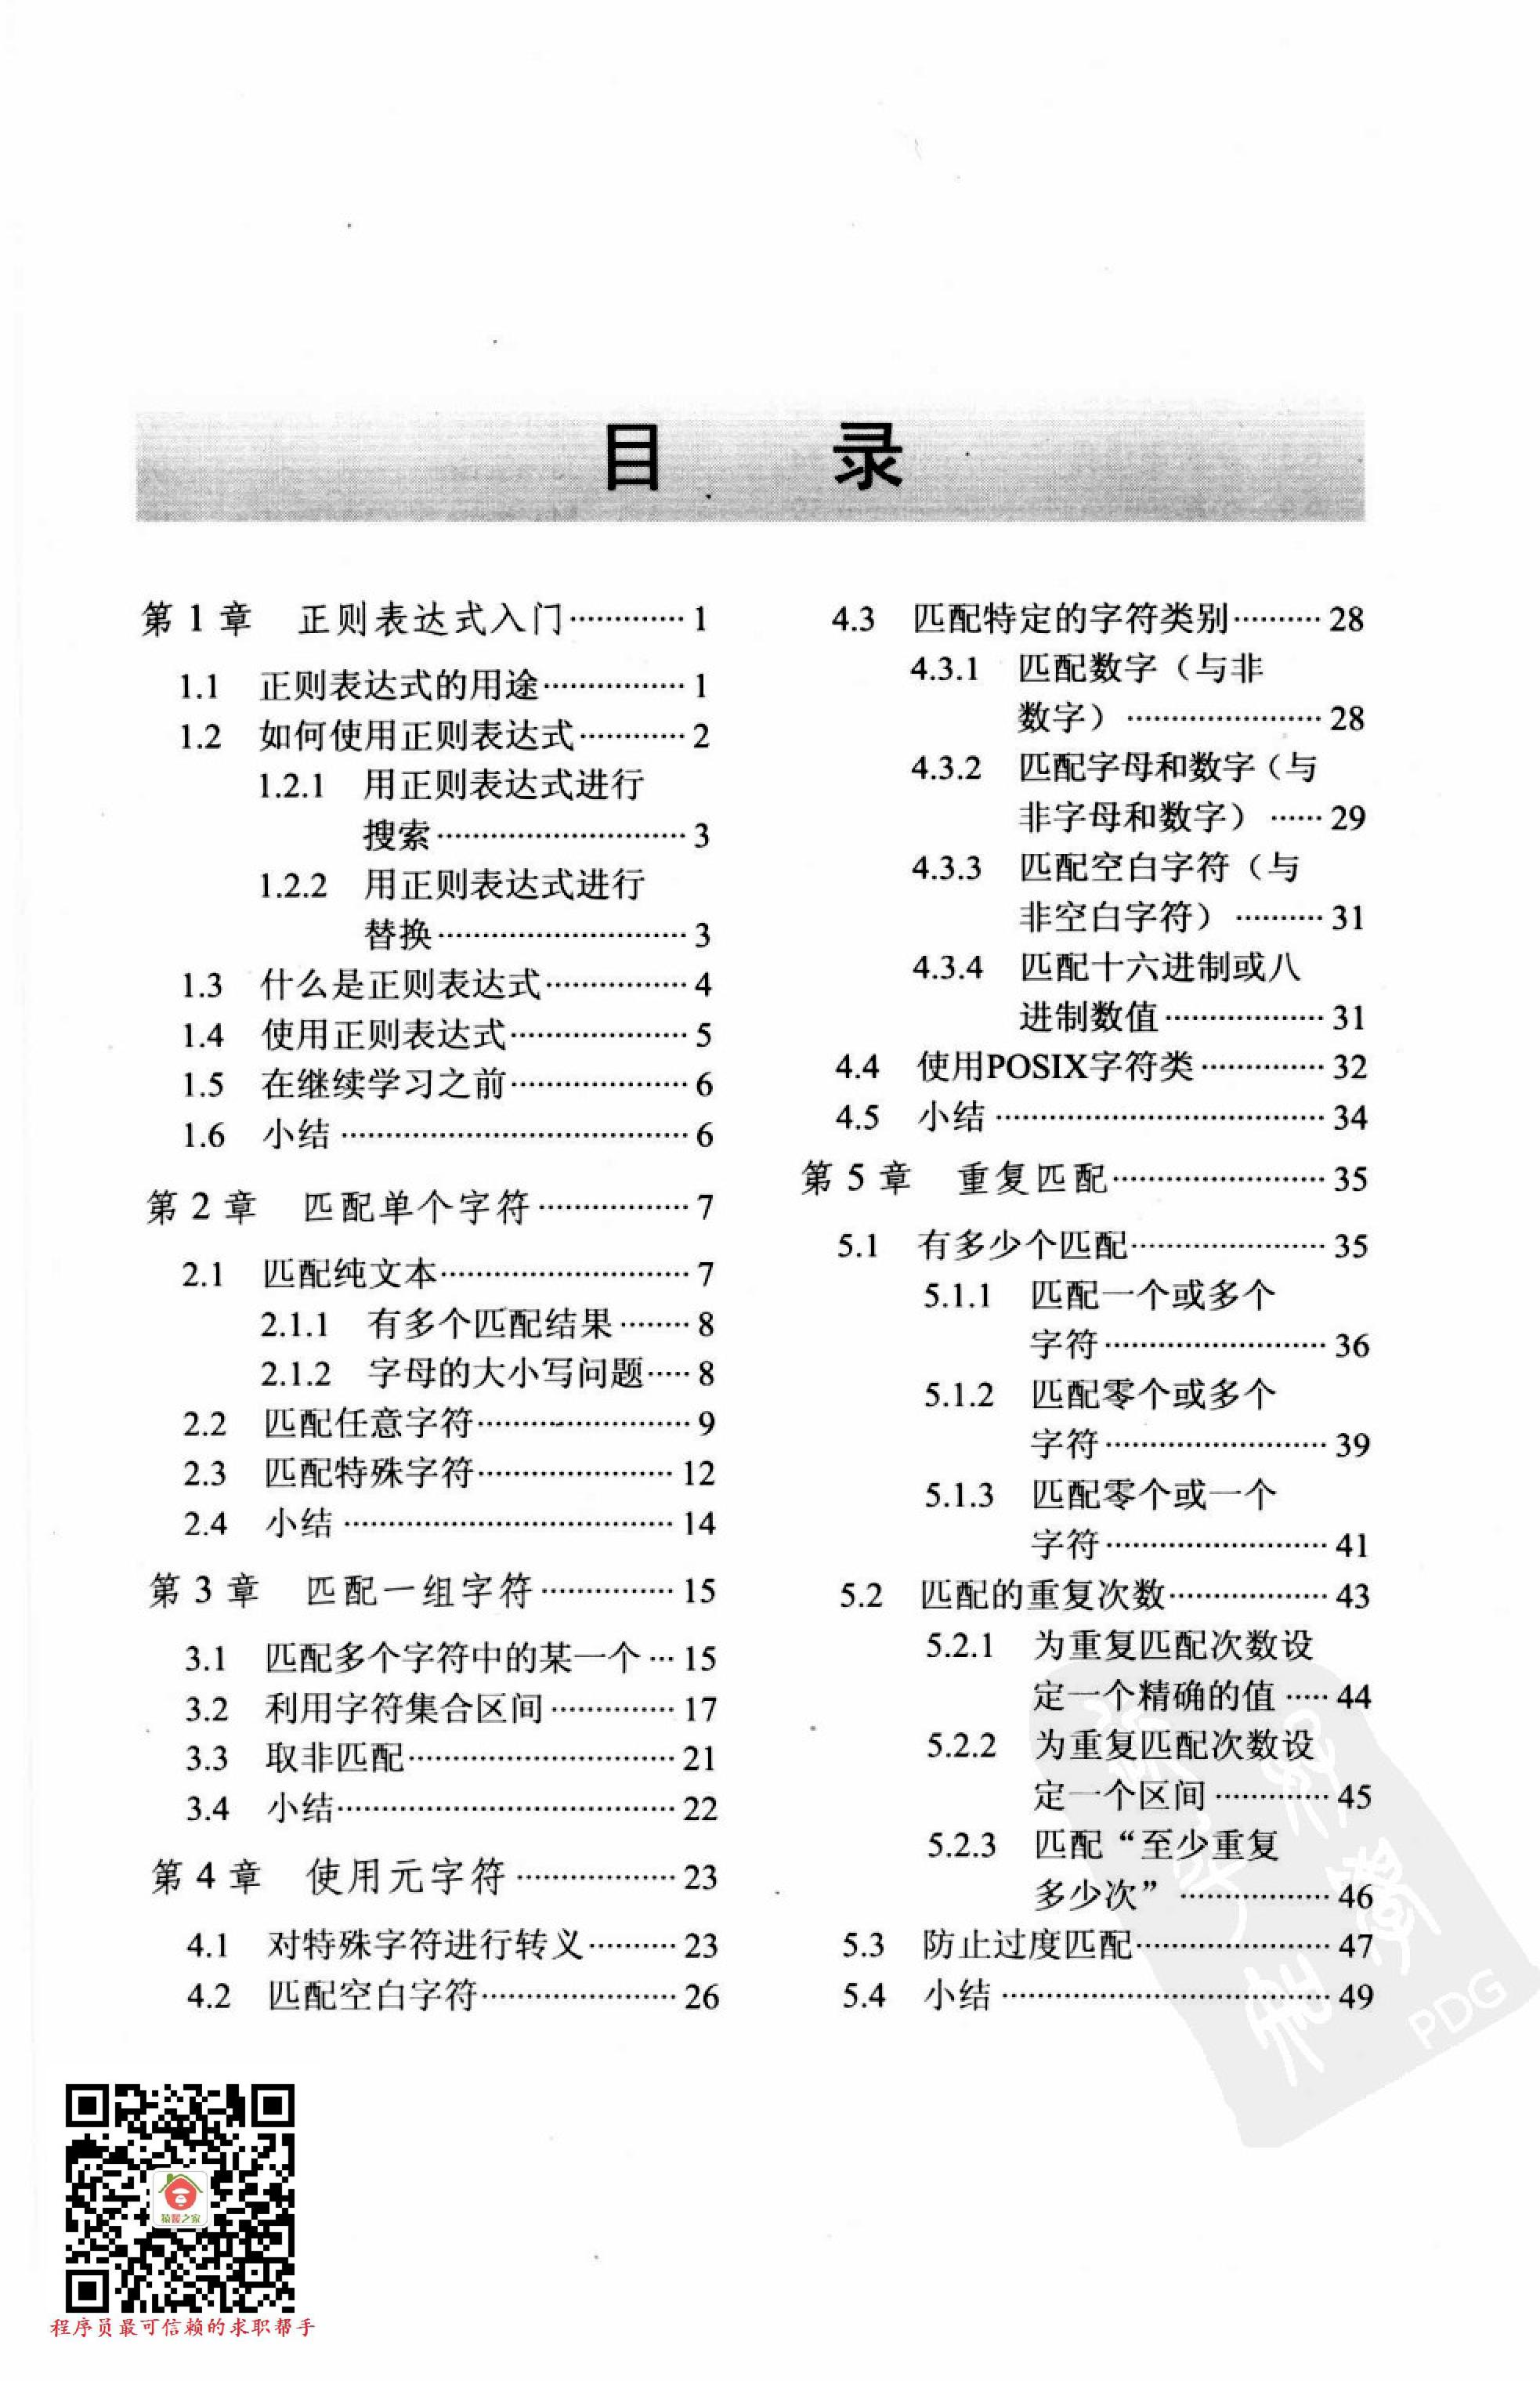 目 录
第 1 章 正则表达式入门…………1
1.1 正则表达式的用途……………1
1.2 如何使用正则表达式…………2
1.2.1 用正则表达式进行
搜索………………………3
1.2.2 用正则表达式进行
替换………………………3
1.3 什么是正则表达式……………4
1.4 使用正则表达式………………5
1.5 在继续学习之前………………6
1.6 小结……………………………6
第 2 章 匹配单个字符……………7
2.1 匹配纯文本……………………7
2.1.1 有多个匹配结果………8
2.1.2 字母的大小写问题……8
2.2 匹配任意字符…………………9
2.3 匹配特殊字符…………………12
2.4 小结……………………………14
第 3 章 匹配一组字符……………15
3.1 匹配多个字符中的某一个…15
3.2 利用字符集合区间……………17
3.3 取非匹配………………………21
3.4 小结……………………………22
第 4 章 使用元字符………………23
4.1 对特殊字符进行转义…………23
4.2 匹配空白字符…………………26
4.3 匹配特定的字符类别…………28
4.3.1 匹配数字（与非
数字）……………………28
4.3.2 匹配字母和数字（与
非字母和数字）……29
4.3.3 匹配空白字符（与
非空白字符）…………31
4.3.4 匹配十六进制或八
进制数值………………31
4.4 使用POSIX字符类……………32
4.5 小结……………………………34
第 5 章 重复匹配…………………35
5.1 有多少个匹配…………………35
5.1.1 匹配一个或多个
字符………………………36
5.1.2 匹配零个或多个
字符………………………39
5.1.3 匹配零个或一个
字符………………………41
5.2 匹配的重复次数………………43
5.2.1 为重复匹配次数设
定一个精确的值……44
5.2.2 为重复匹配次数设
定一个区间……………45
5.2.3 匹配“至少重复
多少次”………………46
5.3 防止过度匹配…………………47
5.4 小结……………………………49
PDG
猿圈之家
程序员最可信赖的求职帮手